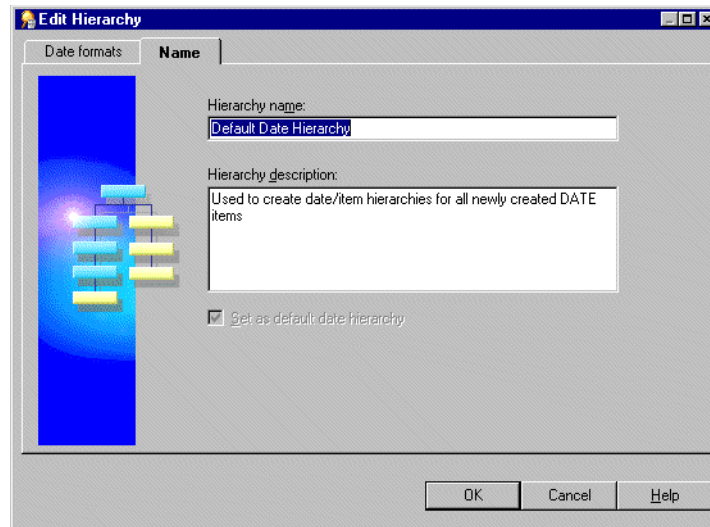 Edit Hierarchy
Date formats
Name
Hierarchy name:
Default Date Hierarchy
Hierarchy description:
Used to create date/item hierarchies for all newly created DATE
items
Set as default date hierarchy
OK
Cancel
Help